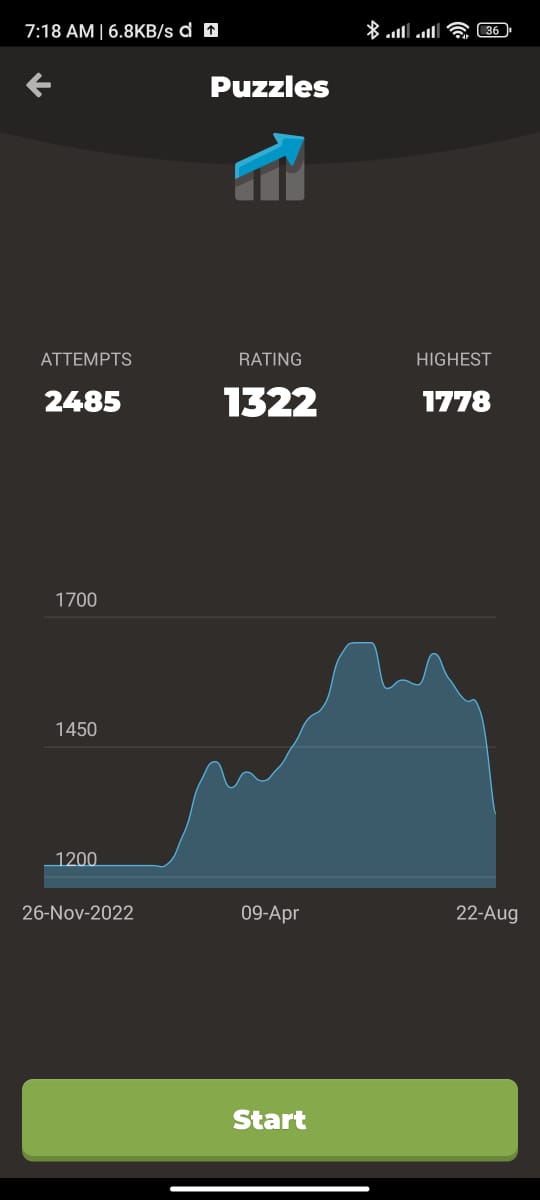 7:18 AM | 6.8KB/s d
36
Puzzles
ATTEMPTS RATING HIGHEST
2485 1322 1778
1700
1450
1200
26-Nov-2022 09-Apr 22-Aug
Start